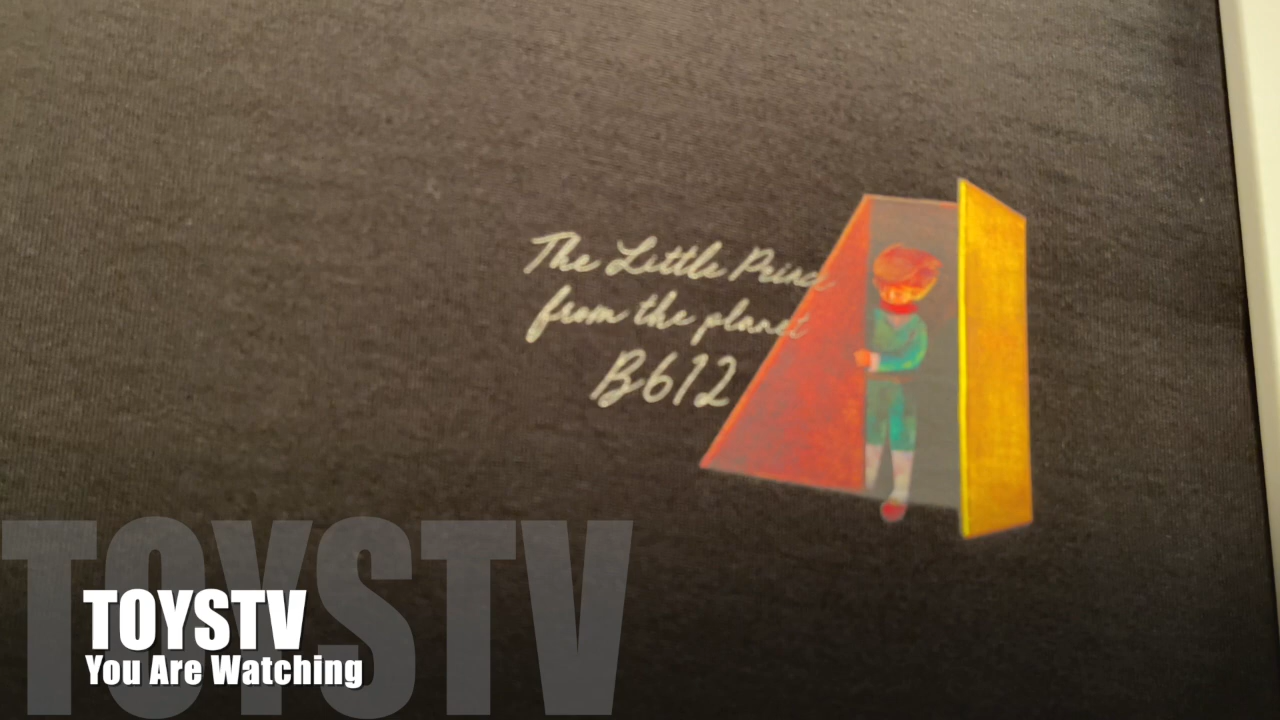 The Little Prince
from the planet
B612
TOYSTV
TOYSTV
You Are Watching